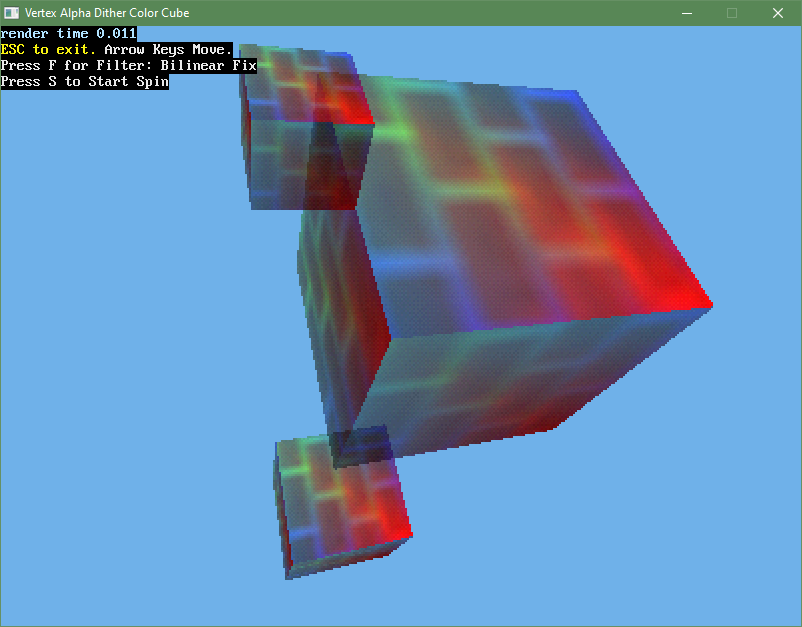 Vertex Alpha Dither Color Cube
render time 0.011
ESC to exit. Arrow Keys Move.
Press F for Filter: Bilinear Fix
Press S to Start Spin